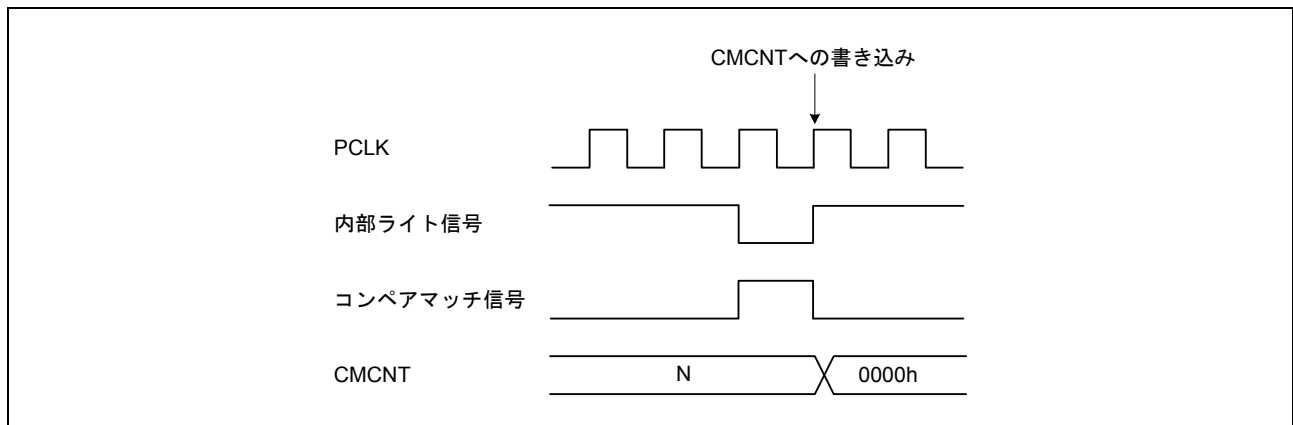 CMCNTへの書き込み
PCLK
内部ライト信号
コンペアマッチ信号
CMCNT
N
0000h